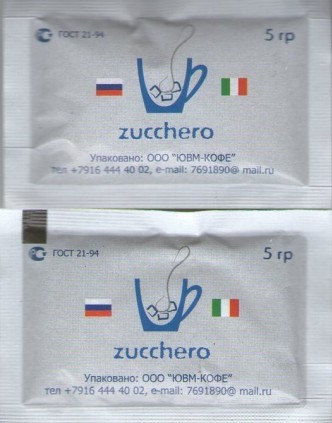 ГОСТ 21-94 5 гр
zucchero
Упаковано: ООО "ЮВМ-КОФЕ"
тел +7916 444 40 02, e-mail: 7691890@ mail.ru
ГОСТ 21-94 5 гр
zucchero
Упаковано: ООО "ЮВМ-КОФЕ"
тел +7916 444 40 02, e-mail: 7691890@ mail.ru